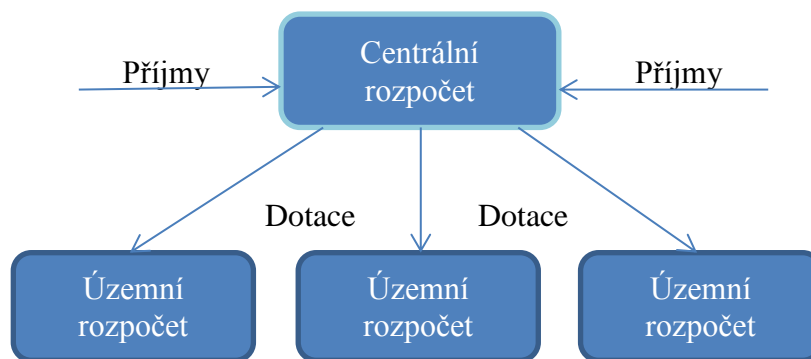 Příjmy
Centrální
rozpočet
Příjmy
Dotace
Dotace
Územní
rozpočet
Územní
rozpočet
Územní
rozpočet